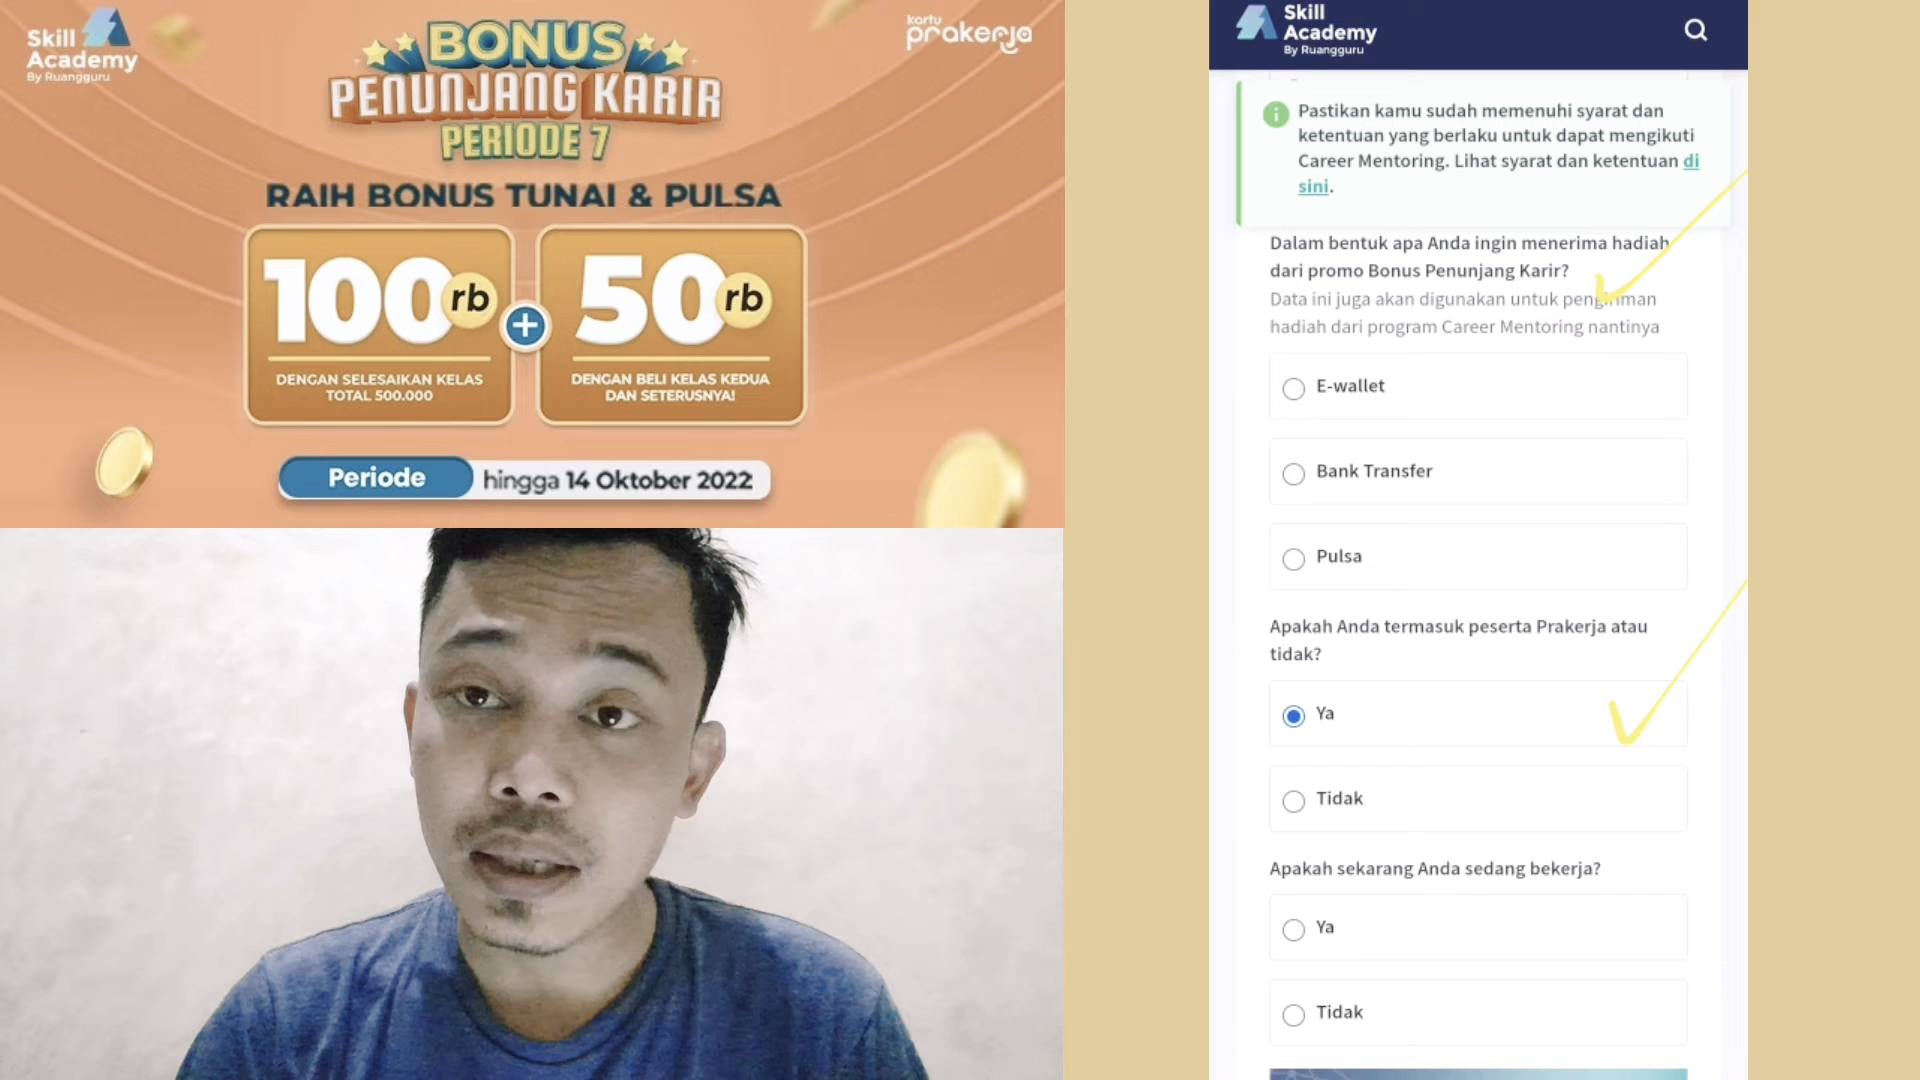 Skill
Academy
By Ruangguru
kartu
prakerja
BONUS
PENUNJANG KARIR
PERIODE 7
RAIH BONUS TUNAI & PULSA
100 rb
DENGAN SELESAIKAN KELAS
TOTAL 500.000
+
50 rb
DENGAN BELI KELAS KEDUA
DAN SETERUSNYA!
Periode hingga 14 Oktober 2022
Skill
Academy
By Ruangguru
Pastikan kamu sudah memenuhi syarat dan
ketentuan yang berlaku untuk dapat mengikuti
Career Mentoring. Lihat syarat dan ketentuan di
sini.
Dalam bentuk apa Anda ingin menerima hadiah
dari promo Bonus Penunjang Karir?
Data ini juga akan digunakan untuk pengiriman
hadiah dari program Career Mentoring nantinya
E-wallet
Bank Transfer
Pulsa
Apakah Anda termasuk peserta Prakerja atau
tidak?
Ya
Tidak
Apakah sekarang Anda sedang bekerja?
Ya
Tidak